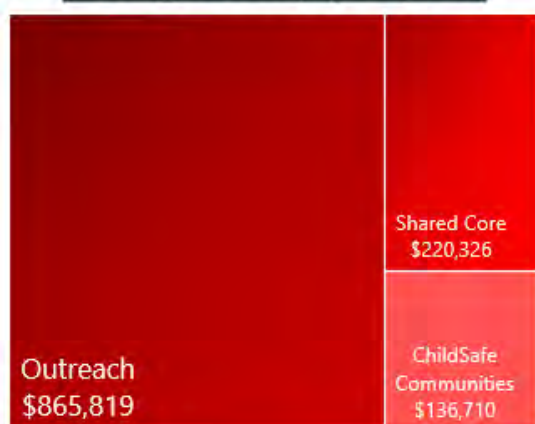 Shared Core
$220,326
ChildSafe
Communities
$136,710
Outreach
$865,819